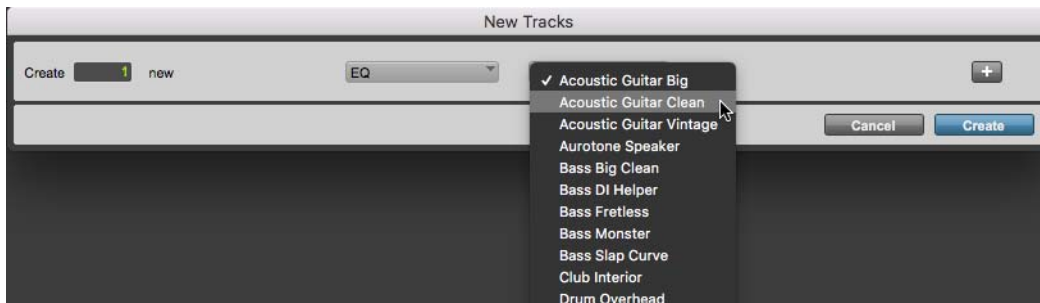 New Tracks
Create 1 new EQ
✓ Acoustic Guitar Big
Acoustic Guitar Clean
Acoustic Guitar Vintage
Aurotone Speaker
Bass Big Clean
Bass DI Helper
Bass Fretless
Bass Monster
Bass Slap Curve
Club Interior
Drum Overhead
+
Cancel Create